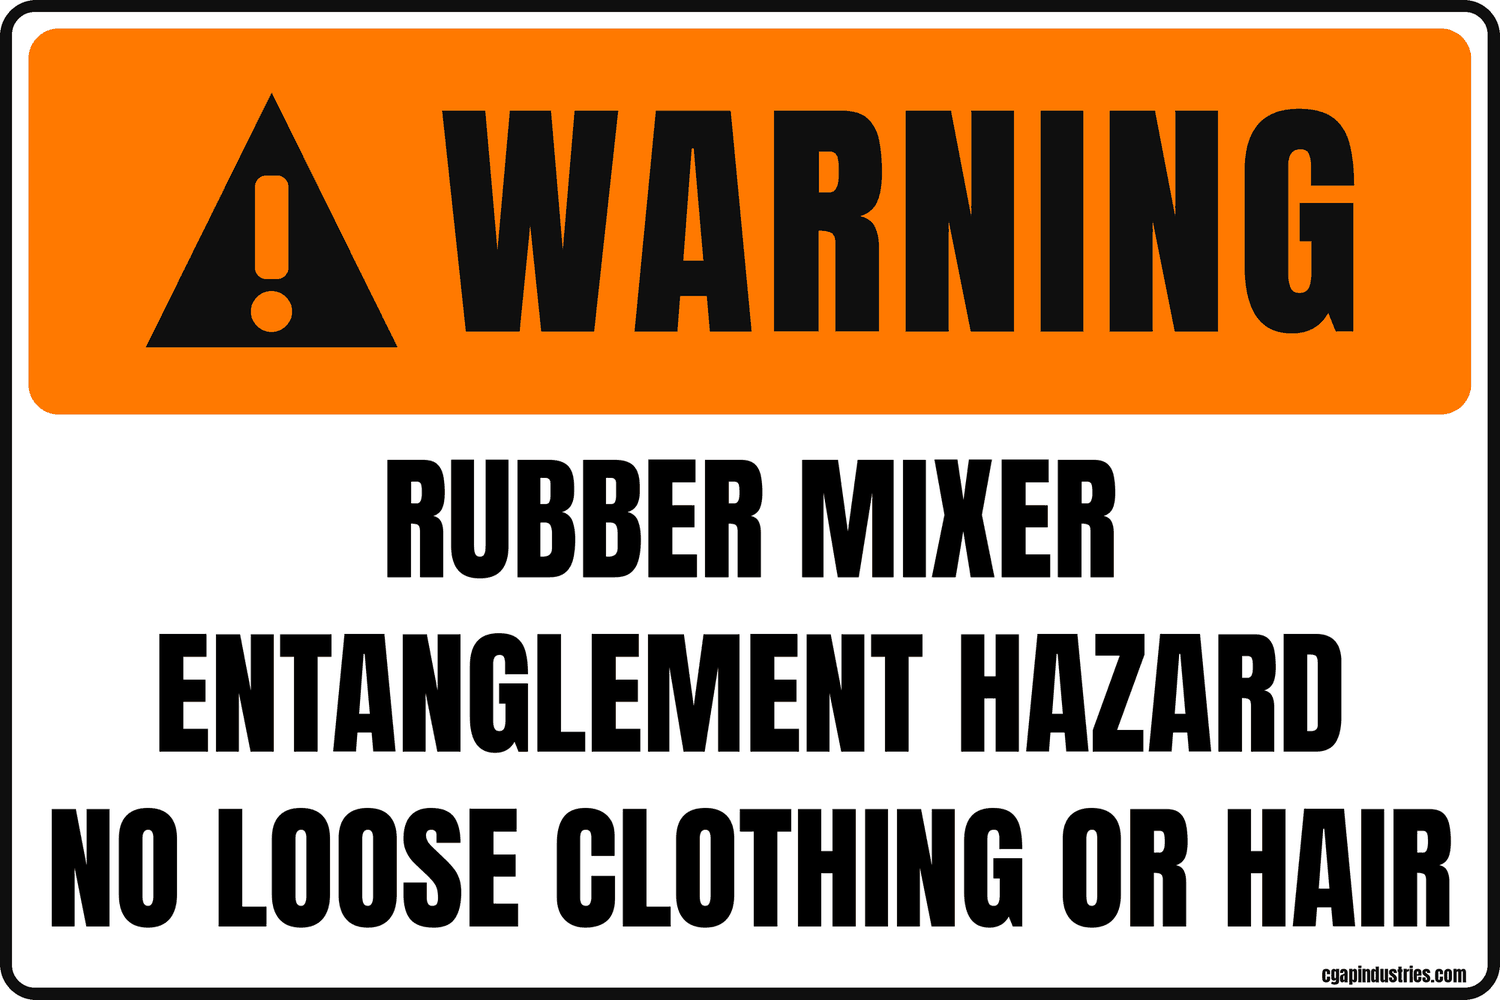 WARNING
RUBBER MIXER
ENTANGLEMENT HAZARD
NO LOOSE CLOTHING OR HAIR
cgapindustries.com